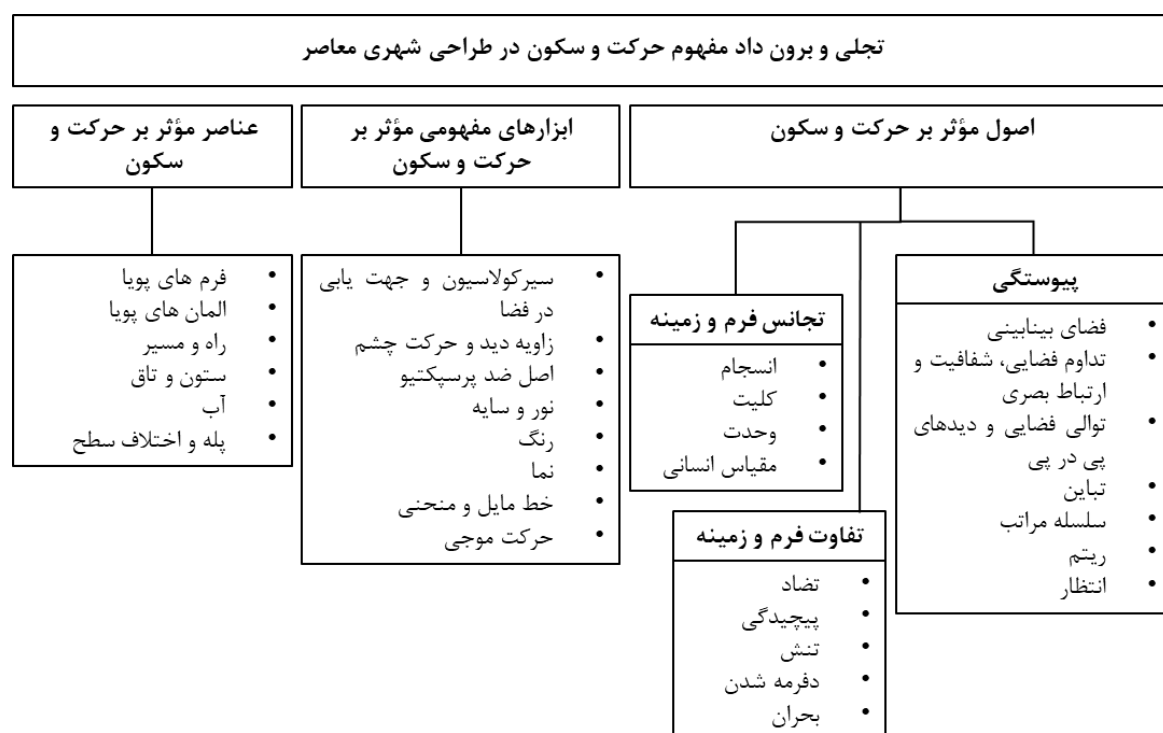 تجلی و برون داد مفهوم حرکت و سکون در طراحی شهری معاصر
اصول مؤثر بر حرکت و سکون
پیوستگی
• فضای بینابینی
• تداوم فضایی، شفافیت و
ارتباط بصری
• توالی فضایی و دیدهای
پی در پی
• تباین
• سلسله مراتب
• ریتم
• انتظار
تجانس فرم و زمینه
• انسجام
• کلیت
• وحدت
• مقیاس انسانی
تفاوت فرم و زمینه
• تضاد
• پیچیدگی
• تنش
• دفرمه شدن
• بحران
ابزارهای مفهومی مؤثر بر
حرکت و سکون
• سیرکولاسیون و جهت یابی
در فضا
• زاویه دید و حرکت چشم
• اصل ضد پرسپکتیو
• نور و سایه
• رنگ
• نما
• خط مایل و منحنی
• حرکت موجی
عناصر مؤثر بر حرکت و
سکون
• فرم های پویا
• المان های پویا
• راه و مسیر
• ستون و تاق
• آب
• پله و اختلاف سطح